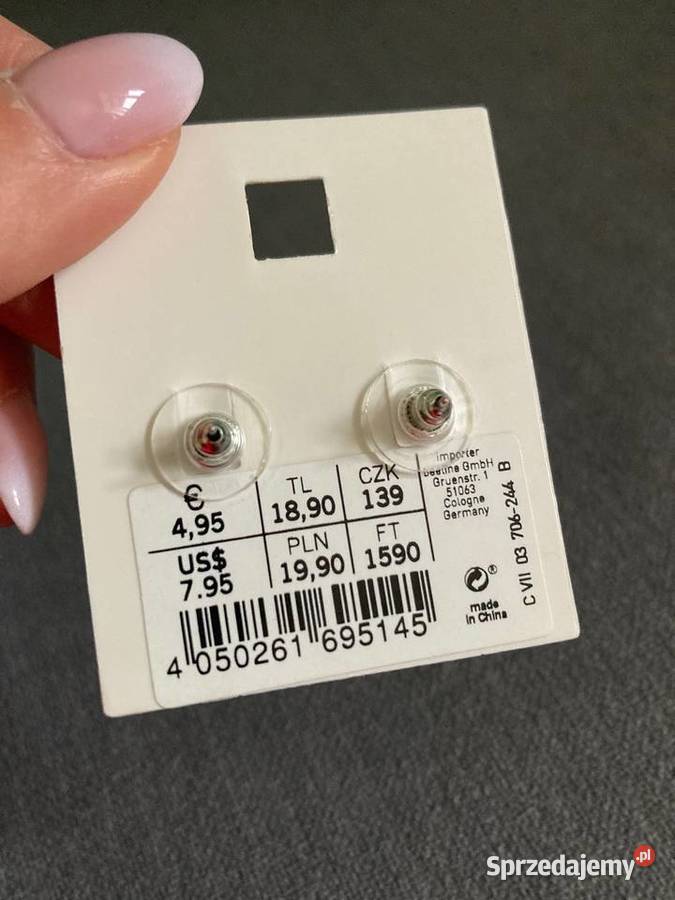 €
4,95
TL
18,90
CZK
139
US$
7.95
PLN
19,90
FT
1590
Importer
beeline GmbH
Gruenstr. 1
51063
Cologne
Germany
®
made
in China
C VII 03 706-244 B
4 050261 695145
Sprzedajemy.pl